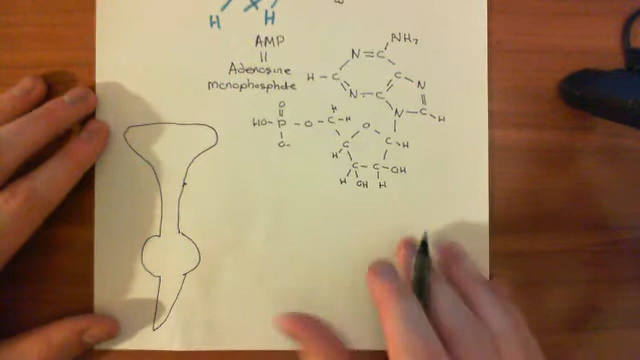 H H
AMP
=
Adenosine
monophosphate
NH2
N=C
H-C C N
N-C
N-C H
O H
HO-P-O-C-H O
O- C C H
H C-C-OH
H OH H